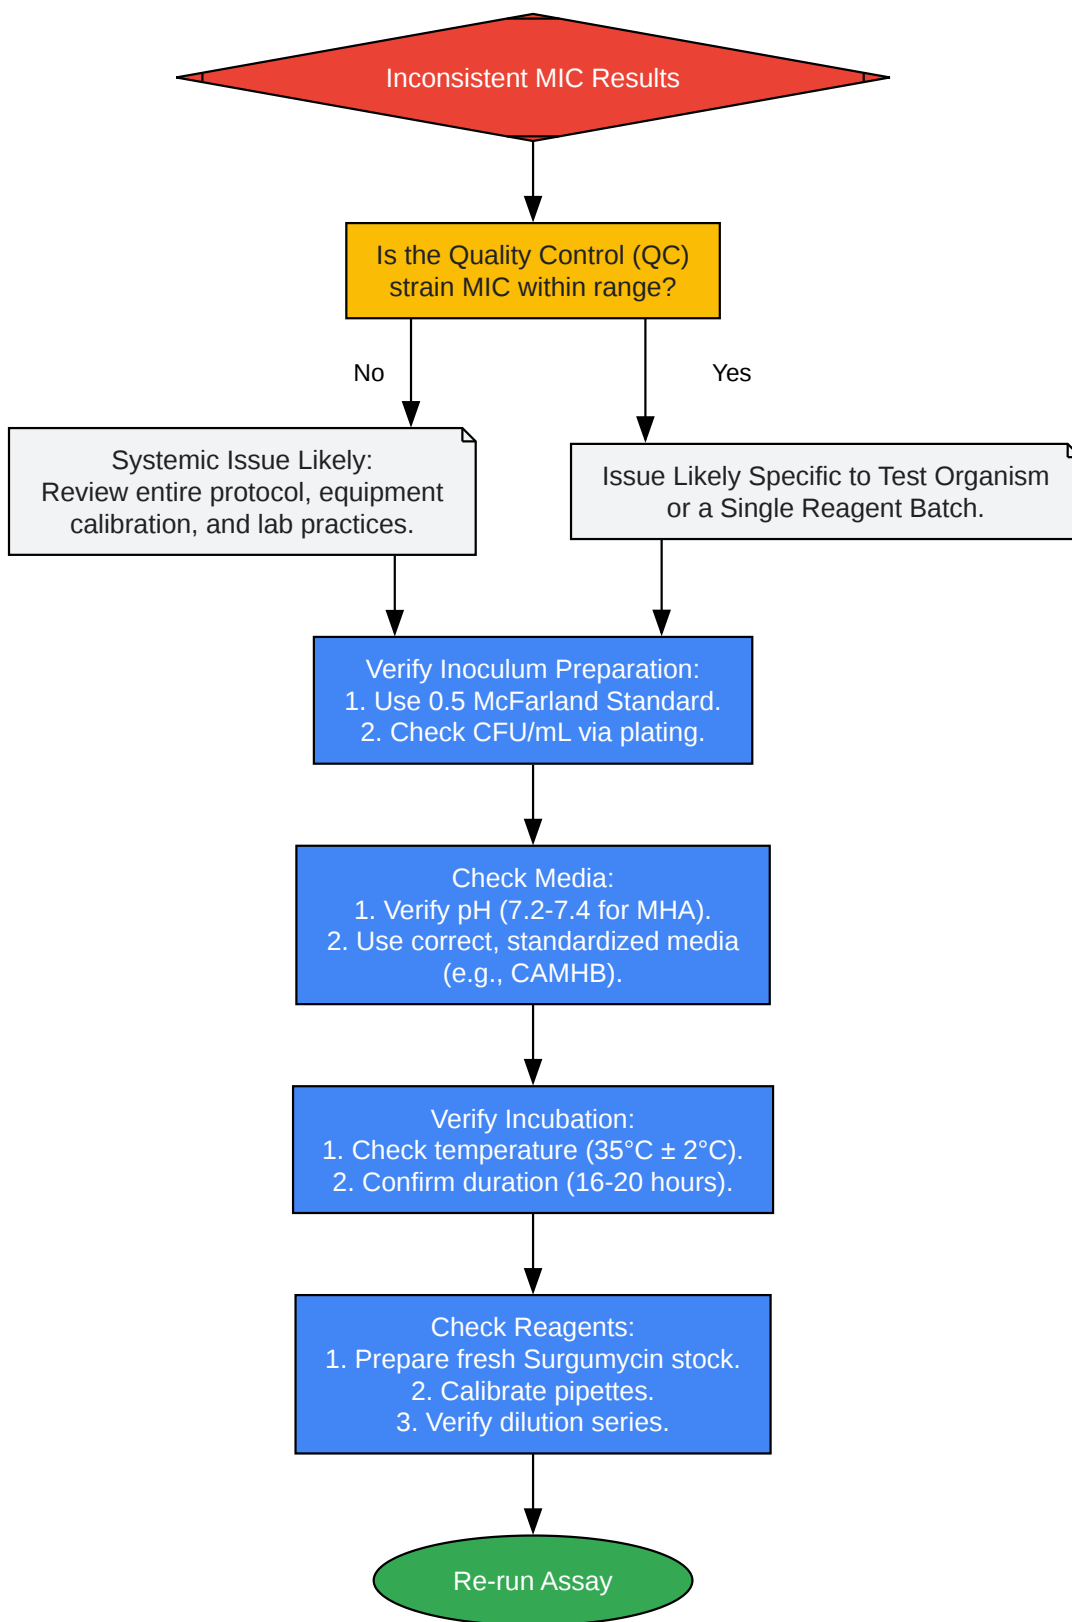 Inconsistent MIC Results
Is the Quality Control (QC)
strain MIC within range?
No
Yes
Systemic Issue Likely:
Review entire protocol, equipment
calibration, and lab practices.
Issue Likely Specific to Test Organism
or a Single Reagent Batch.
Verify Inoculum Preparation:
1. Use 0.5 McFarland Standard.
2. Check CFU/mL via plating.
Check Media:
1. Verify pH (7.2-7.4 for MHA).
2. Use correct, standardized media
(e.g., CAMHB).
Verify Incubation:
1. Check temperature (35°C ± 2°C).
2. Confirm duration (16-20 hours).
Check Reagents:
1. Prepare fresh Surgumycin stock.
2. Calibrate pipettes.
3. Verify dilution series.
Re-run Assay